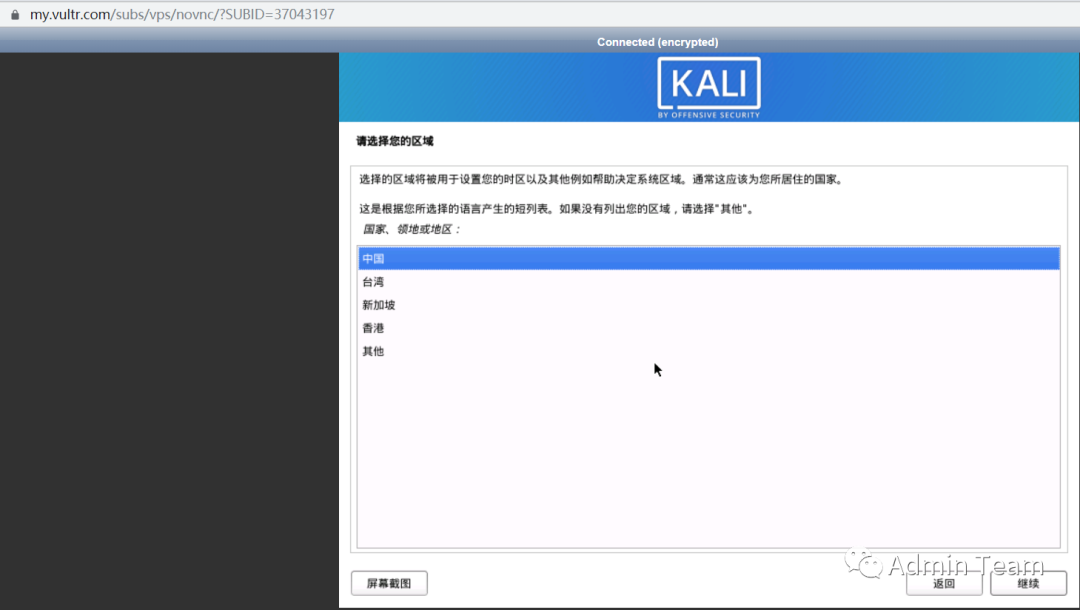 my.vultr.com/subs/vps/novnc/?SUBID=37043197
Connected (encrypted)
KALI
BY OFFENSIVE SECURITY
请选择您的区域
选择的区域将被用于设置您的时区以及其他例如帮助决定系统区域。通常这应该为您所居住的国家。
这是根据您所选择的语言产生的短列表。如果没有列出您的区域，请选择"其他"。
国家、领地或地区：
中国
台湾
新加坡
香港
其他
Admin Team
屏幕截图
返回
继续